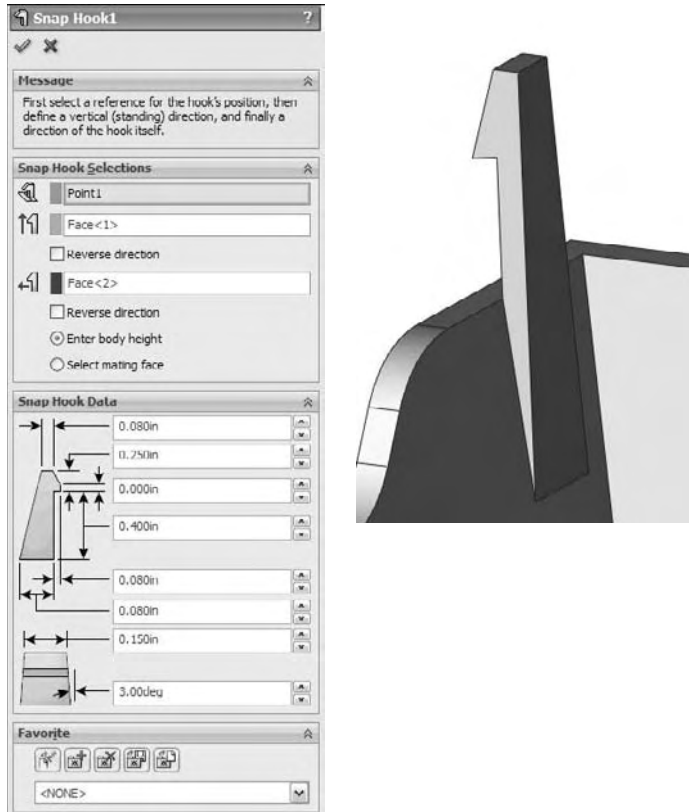 Snap Hook1 ?
Message
First select a reference for the hook's position, then
define a vertical (standing) direction, and finally a
direction of the hook itself.
Snap Hook Selections
Point1
Face<1>
Reverse direction
Face<2>
Reverse direction
Enter body height
Select mating face
Snap Hook Data
0.080in
0.250in
0.000in
0.400in
0.080in
0.080in
0.150in
3.00deg
Favorite
<NONE>